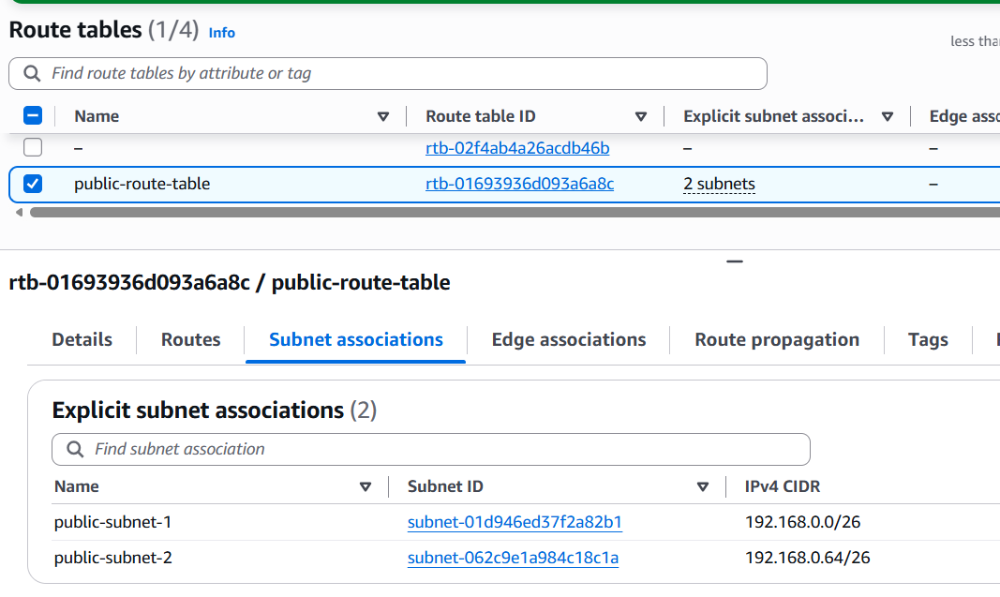 Route tables (1/4) Info
less tha
Find route tables by attribute or tag
Name Route table ID Explicit subnet associ... Edge asso
– rtb-02f4ab4a26acdb46b – –
public-route-table rtb-01693936d093a6a8c 2 subnets –
rtb-01693936d093a6a8c / public-route-table
Details Routes Subnet associations Edge associations Route propagation Tags
Explicit subnet associations (2)
Find subnet association
Name Subnet ID IPv4 CIDR
public-subnet-1 subnet-01d946ed37f2a82b1 192.168.0.0/26
public-subnet-2 subnet-062c9e1a984c18c1a 192.168.0.64/26